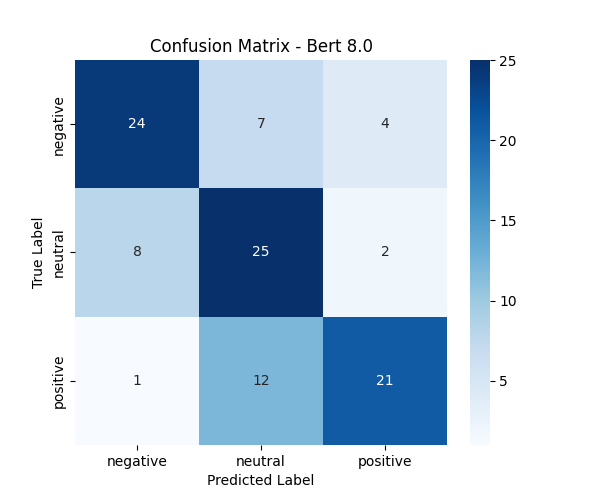 Confusion Matrix - Bert 8.0
True Label
negative
24
7
4
neutral
8
25
2
positive
1
12
21
negative
neutral
positive
Predicted Label
25
20
15
10
5